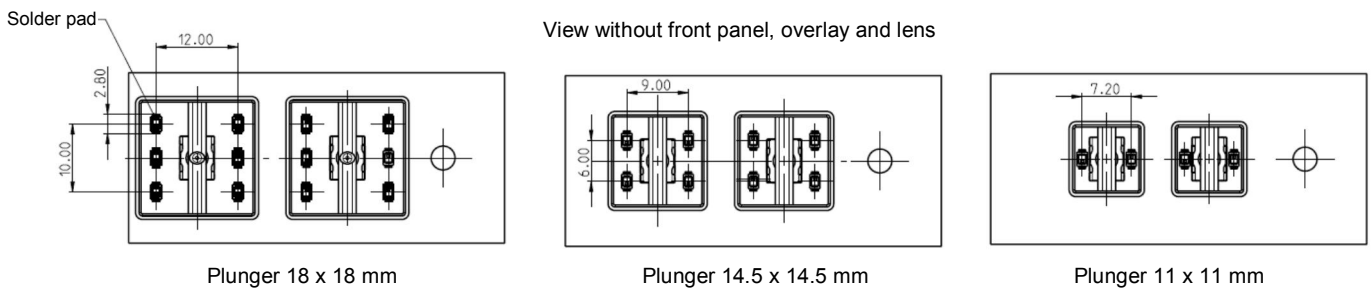 Solder pad
View without front panel, overlay and lens
12.00
2.80
10.00
9.00
6.00
7.20
Plunger 18 x 18 mm
Plunger 14.5 x 14.5 mm
Plunger 11 x 11 mm